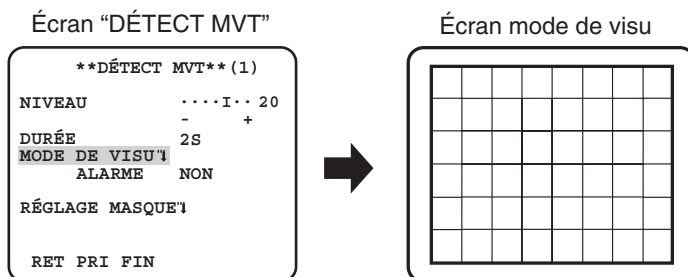 Écran “DÉTECT MVT”
**DÉTECT MVT**(1)
NIVEAU ····I·· 20
- +
DURÉE 2S
MODE DE VISU
ALARME NON
RÉGLAGE MASQUE
RET PRI FIN
Écran mode de visu